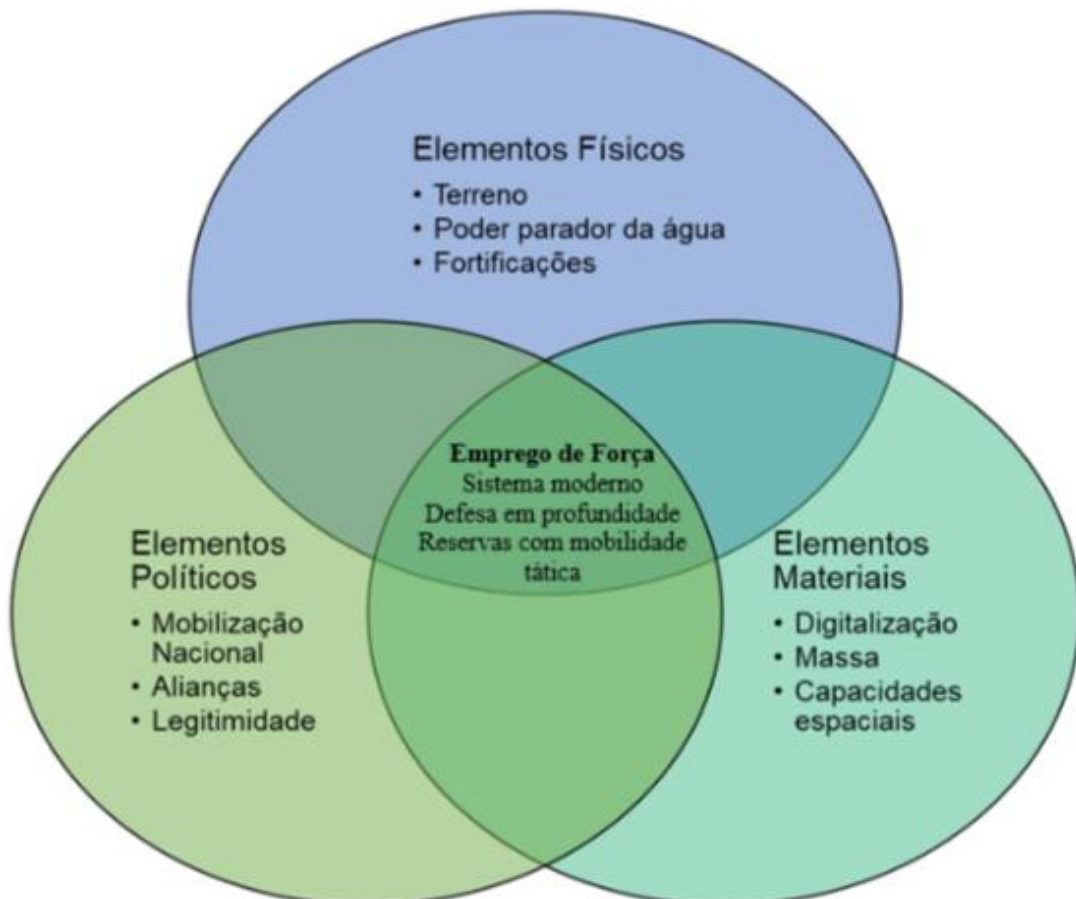 Elementos Físicos
• Terreno
• Poder parador da água
• Fortificações
Emprego de Força
Sistema moderno
Defesa em profundidade
Reservas com mobilidade
tática
Elementos
Políticos
• Mobilização
Nacional
• Alianças
• Legitimidade
Elementos
Materiais
• Digitalização
• Massa
• Capacidades
espaciais